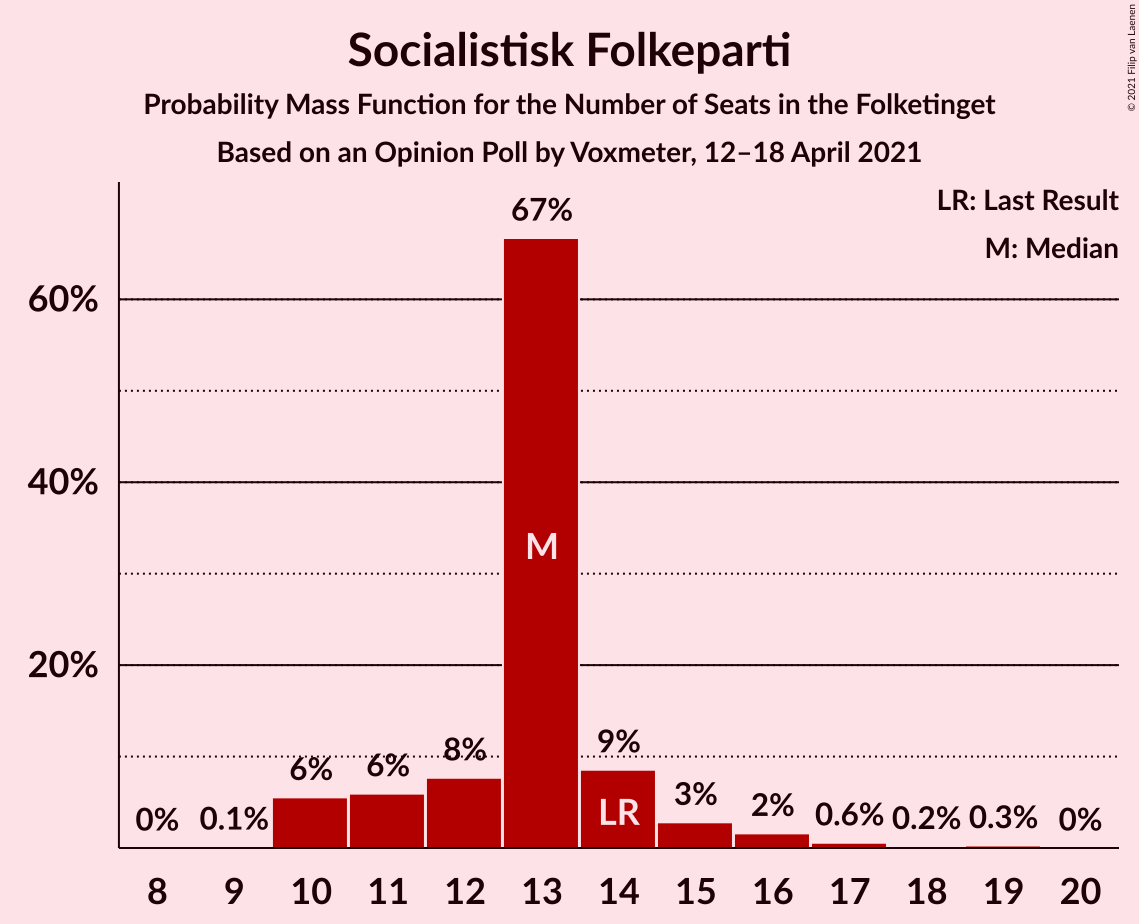 Socialistisk Folkeparti
Probability Mass Function for the Number of Seats in the Folketinget
Based on an Opinion Poll by Voxmeter, 12–18 April 2021
© 2021 Filip van Laenen
LR: Last Result
M: Median
60%
40%
20%
0%
0.1%
6%
6%
8%
67%
9%
3%
2%
0.6%
0.2%
0.3%
0%
M
LR
8 9 10 11 12 13 14 15 16 17 18 19 20